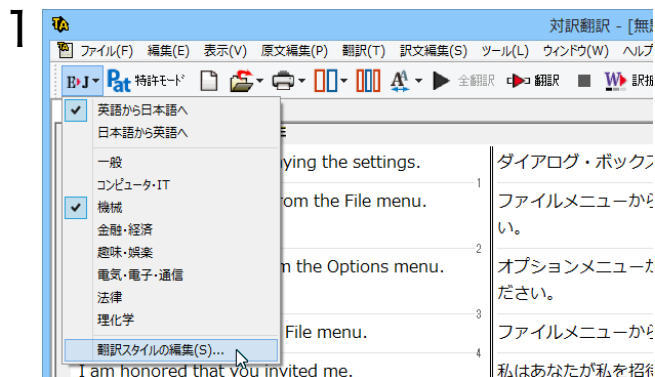 1
対訳翻訳 - [無題
ファイル(F) 編集(E) 表示(V) 原文編集(P) 翻訳(T) 訳文編集(S) ツール(L) ウィンドウ(W) ヘルプ
E▸J Pat 特許モード 全翻訳 翻訳 W 訳振
英語から日本語へ
日本語から英語へ
一般
コンピュータ・IT
機械
金融・経済
趣味・娯楽
電気・電子・通信
法律
理化学
翻訳スタイルの編集(S)...
ying the settings.
ダイアログ・ボックス
1
om the File menu.
ファイルメニューから
い。
2
m the Options menu.
オプションメニューか
ださい。
3
File menu.
ファイルメニューから
4
I am honored that you invited me.
私はあなたが私を招待